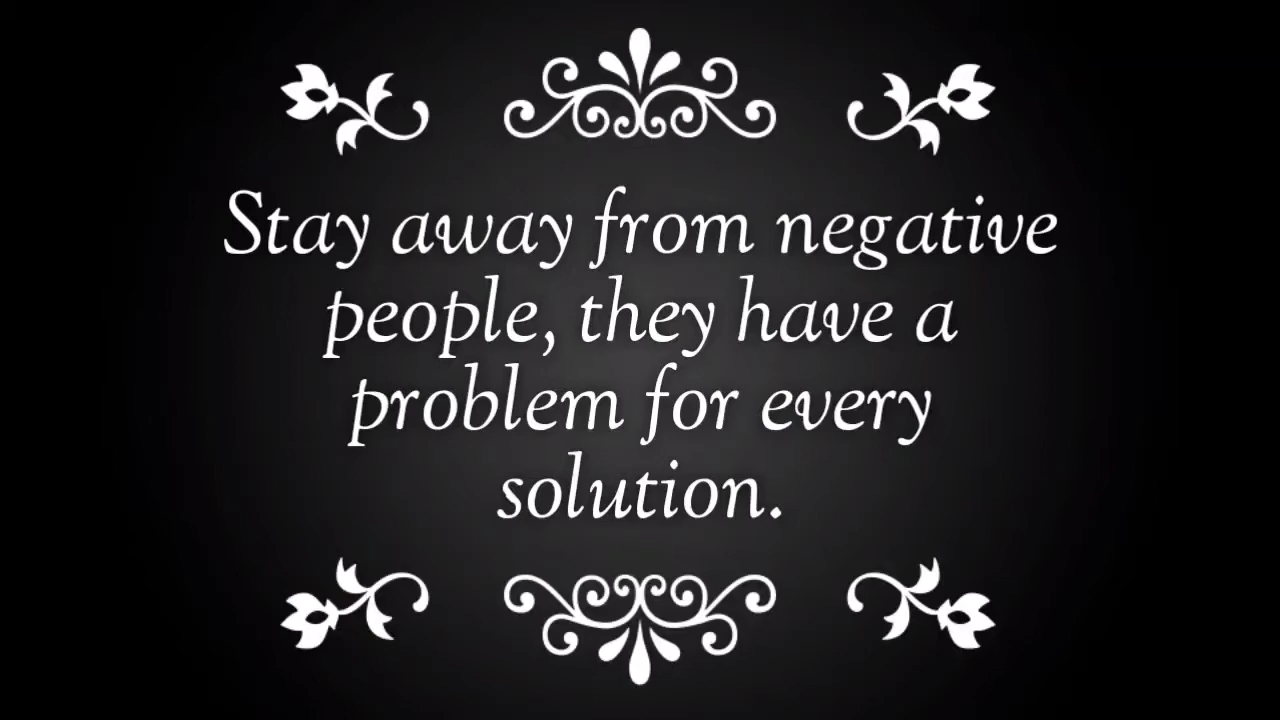 Stay away from negative
people, they have a
problem for every
solution.